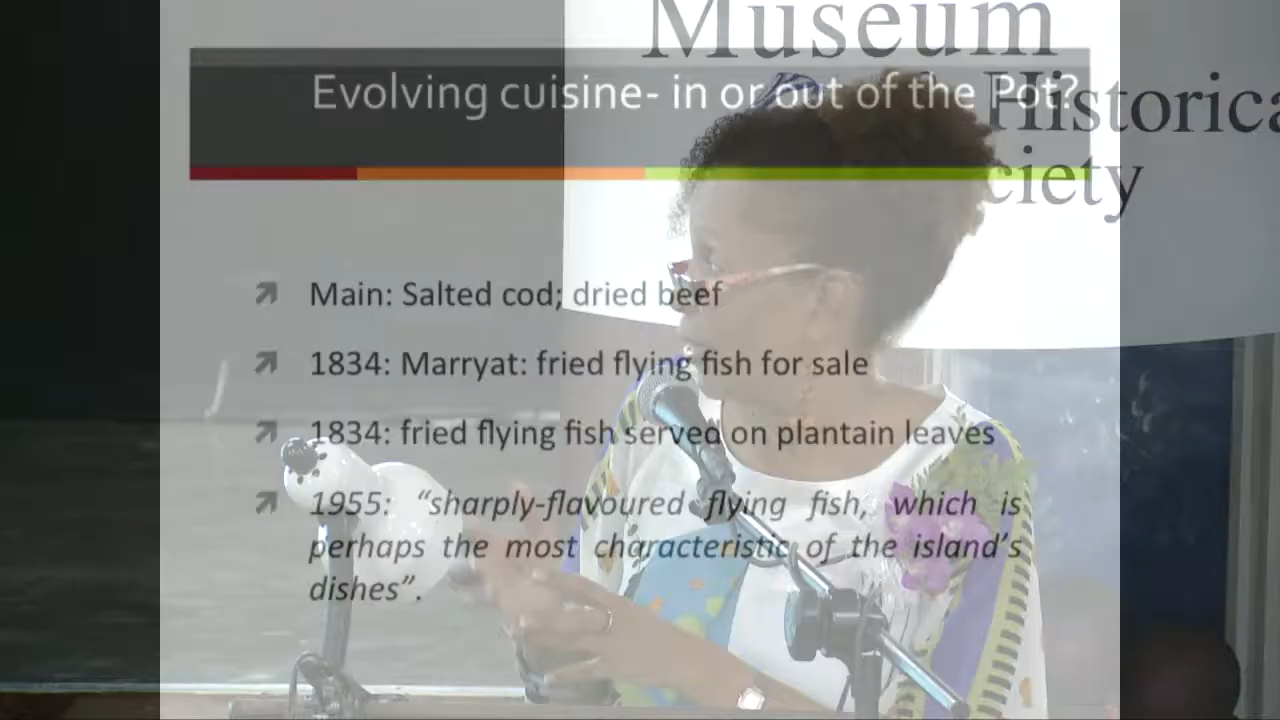 Museum
Historica
ciety
Evolving cuisine- in or out of the Pot?
Main: Salted cod; dried beef
1834: Marryat: fried flying fish for sale
1834: fried flying fish served on plantain leaves
1955: “sharply-flavoured flying fish, which is
perhaps the most characteristic of the island’s
dishes”.